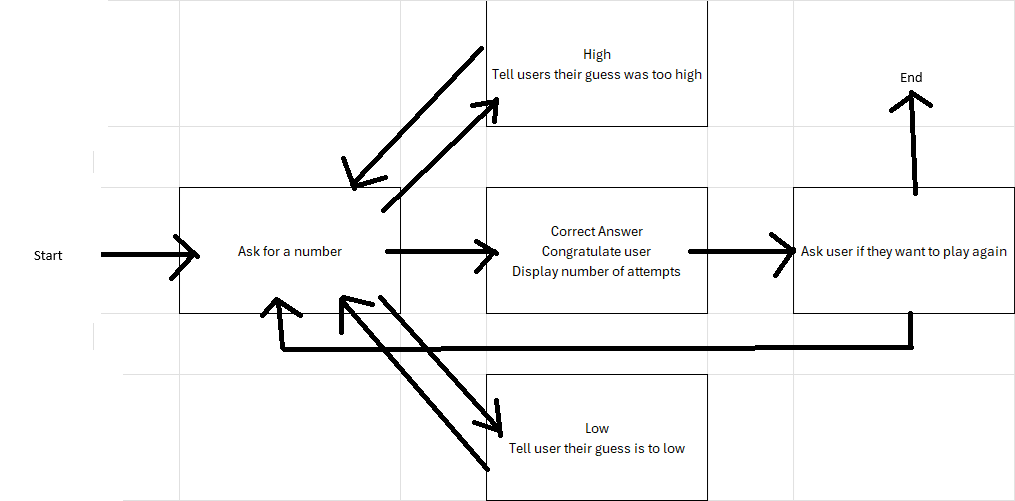 High
Tell users their guess was too high
End
Start
Ask for a number
Correct Answer
Congratulate user
Display number of attempts
Ask user if they want to play again
Low
Tell user their guess is to low